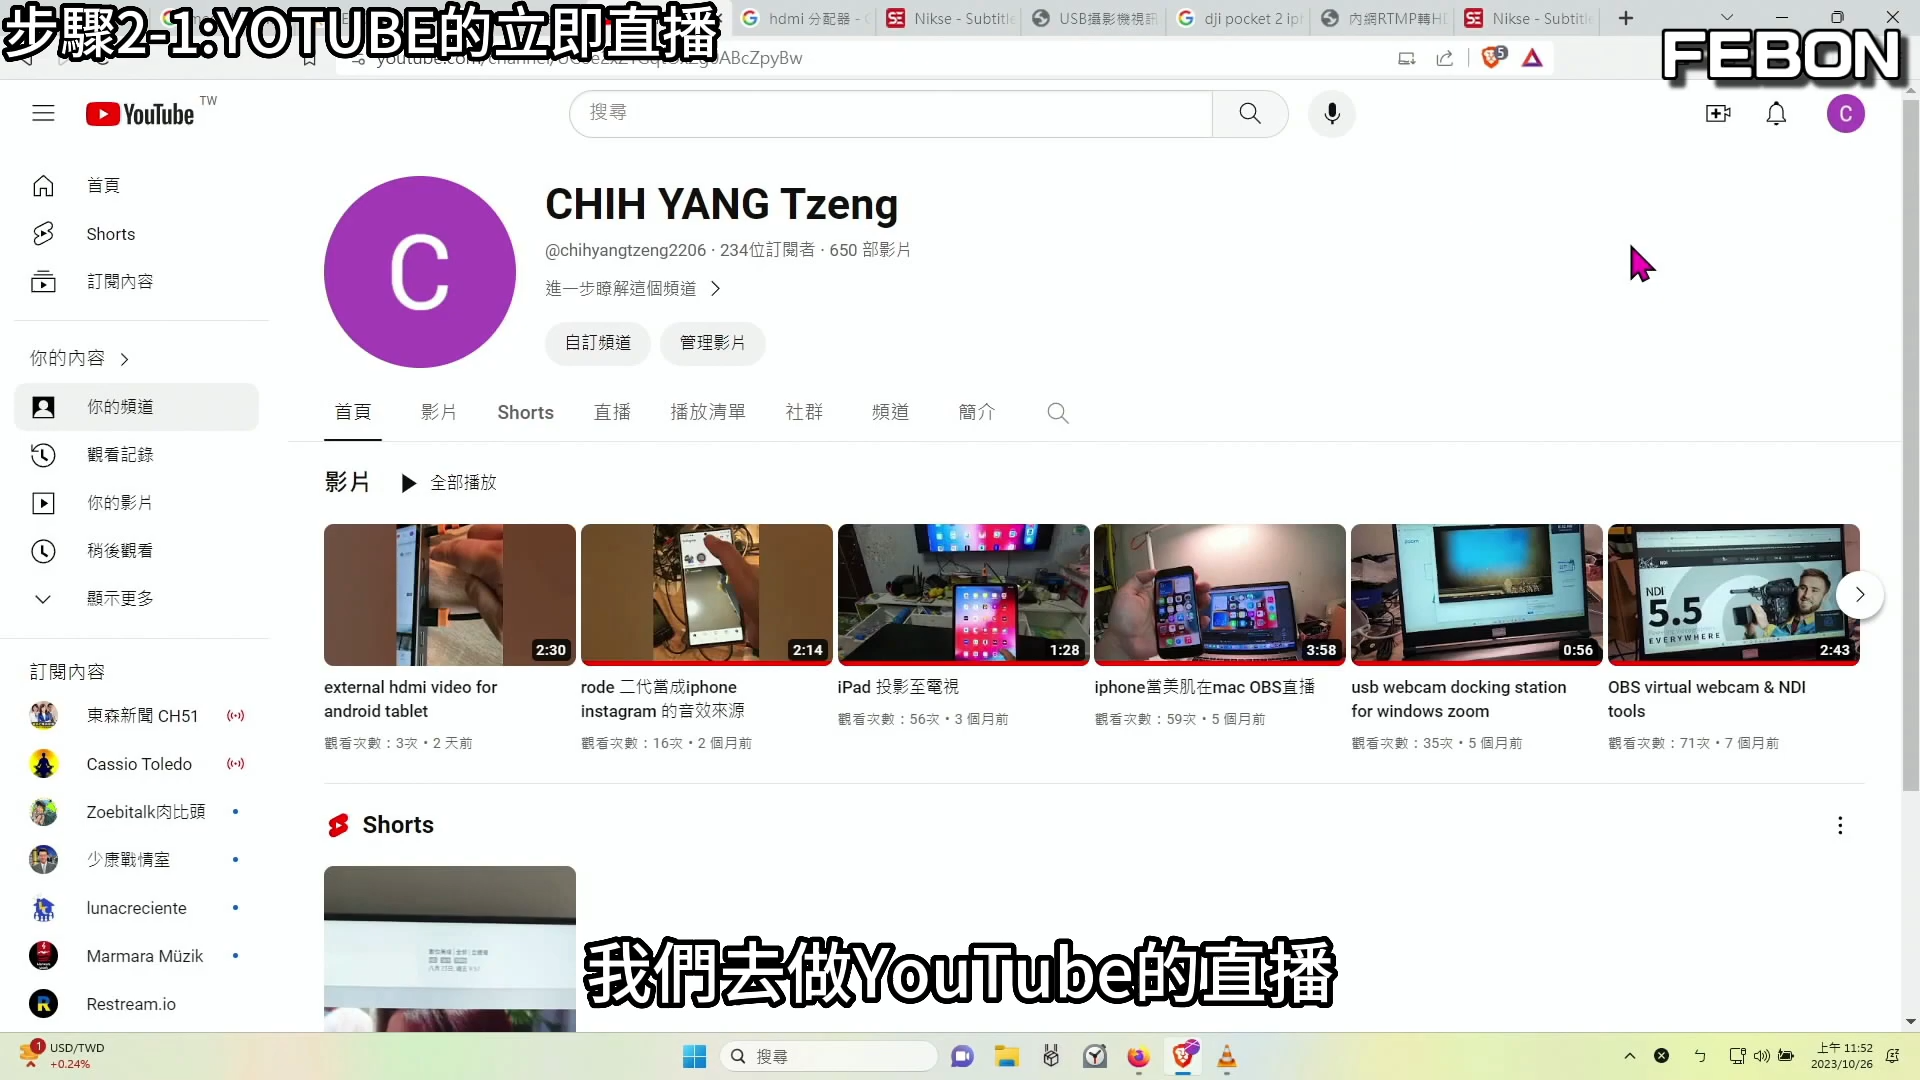 步驟2-1:YOTUBE的立即直播
hdmi 分配器 - G
Nikse - Subtitle
USB攝影機視訊
dji pocket 2 iph
內網RTMP轉HD
Nikse - Subtitle
FEBON
5
YouTube TW
搜尋
C
首頁
Shorts
訂閱內容
你的內容
你的頻道
觀看記錄
你的影片
稍後觀看
顯示更多
訂閱內容
東森新聞 CH51
Cassio Toledo
Zoebitalk肉比頭
少康戰情室
lunacreciente
Marmara Müzik
Restream.io
C
CHIH YANG Tzeng
@chihyangtzeng2206 · 234位訂閱者 · 650 部影片
進一步瞭解這個頻道
自訂頻道 管理影片
首頁 影片 Shorts 直播 播放清單 社群 頻道 簡介
影片 全部播放
2:30
external hdmi video for
android tablet
觀看次數：3次 • 2 天前
2:14
rode 二代當成iphone
instagram 的音效來源
觀看次數：16次 • 2 個月前
1:28
iPad 投影至電視
觀看次數：56次 • 3 個月前
3:58
iphone當美肌在mac OBS直播
觀看次數：59次 • 5 個月前
0:56
usb webcam docking station
for windows zoom
觀看次數：35次 • 5 個月前
NDI
5.5
EVERYWHERE
2:43
OBS virtual webcam & NDI
tools
觀看次數：71次 • 7 個月前
Shorts
我們去做YouTube的直播
1
USD/TWD
+0.24%
搜尋
上午 11:52
2023/10/26